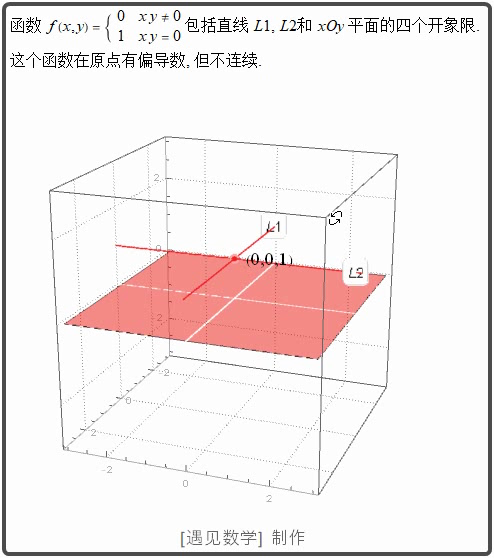 函数 f(x,y) = { 0 xy ≠ 0
1 xy = 0 包括直线 L1, L2和 xOy 平面的四个开象限.
这个函数在原点有偏导数, 但不连续.
2
L1
0
(0,0,1)
L2
-2
-2
0
2
-2
0
2
[遇见数学] 制作